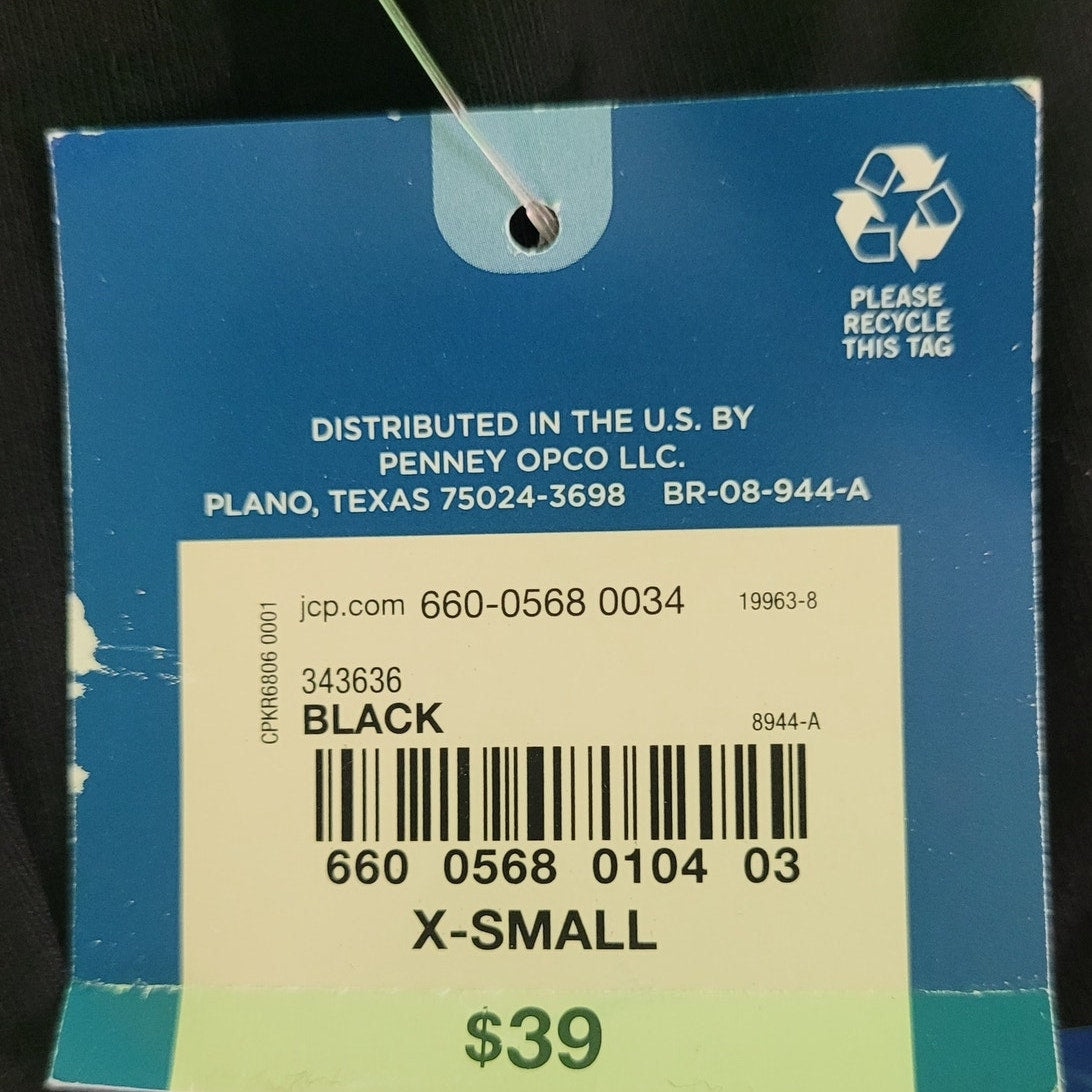 PLEASE
RECYCLE
THIS TAG
DISTRIBUTED IN THE U.S. BY
PENNEY OPCO LLC.
PLANO, TEXAS 75024-3698 BR-08-944-A
jcp.com 660-0568 0034 19963-8
CPKR6806 0001
343636
BLACK 8944-A
660 0568 0104 03
X-SMALL
$39